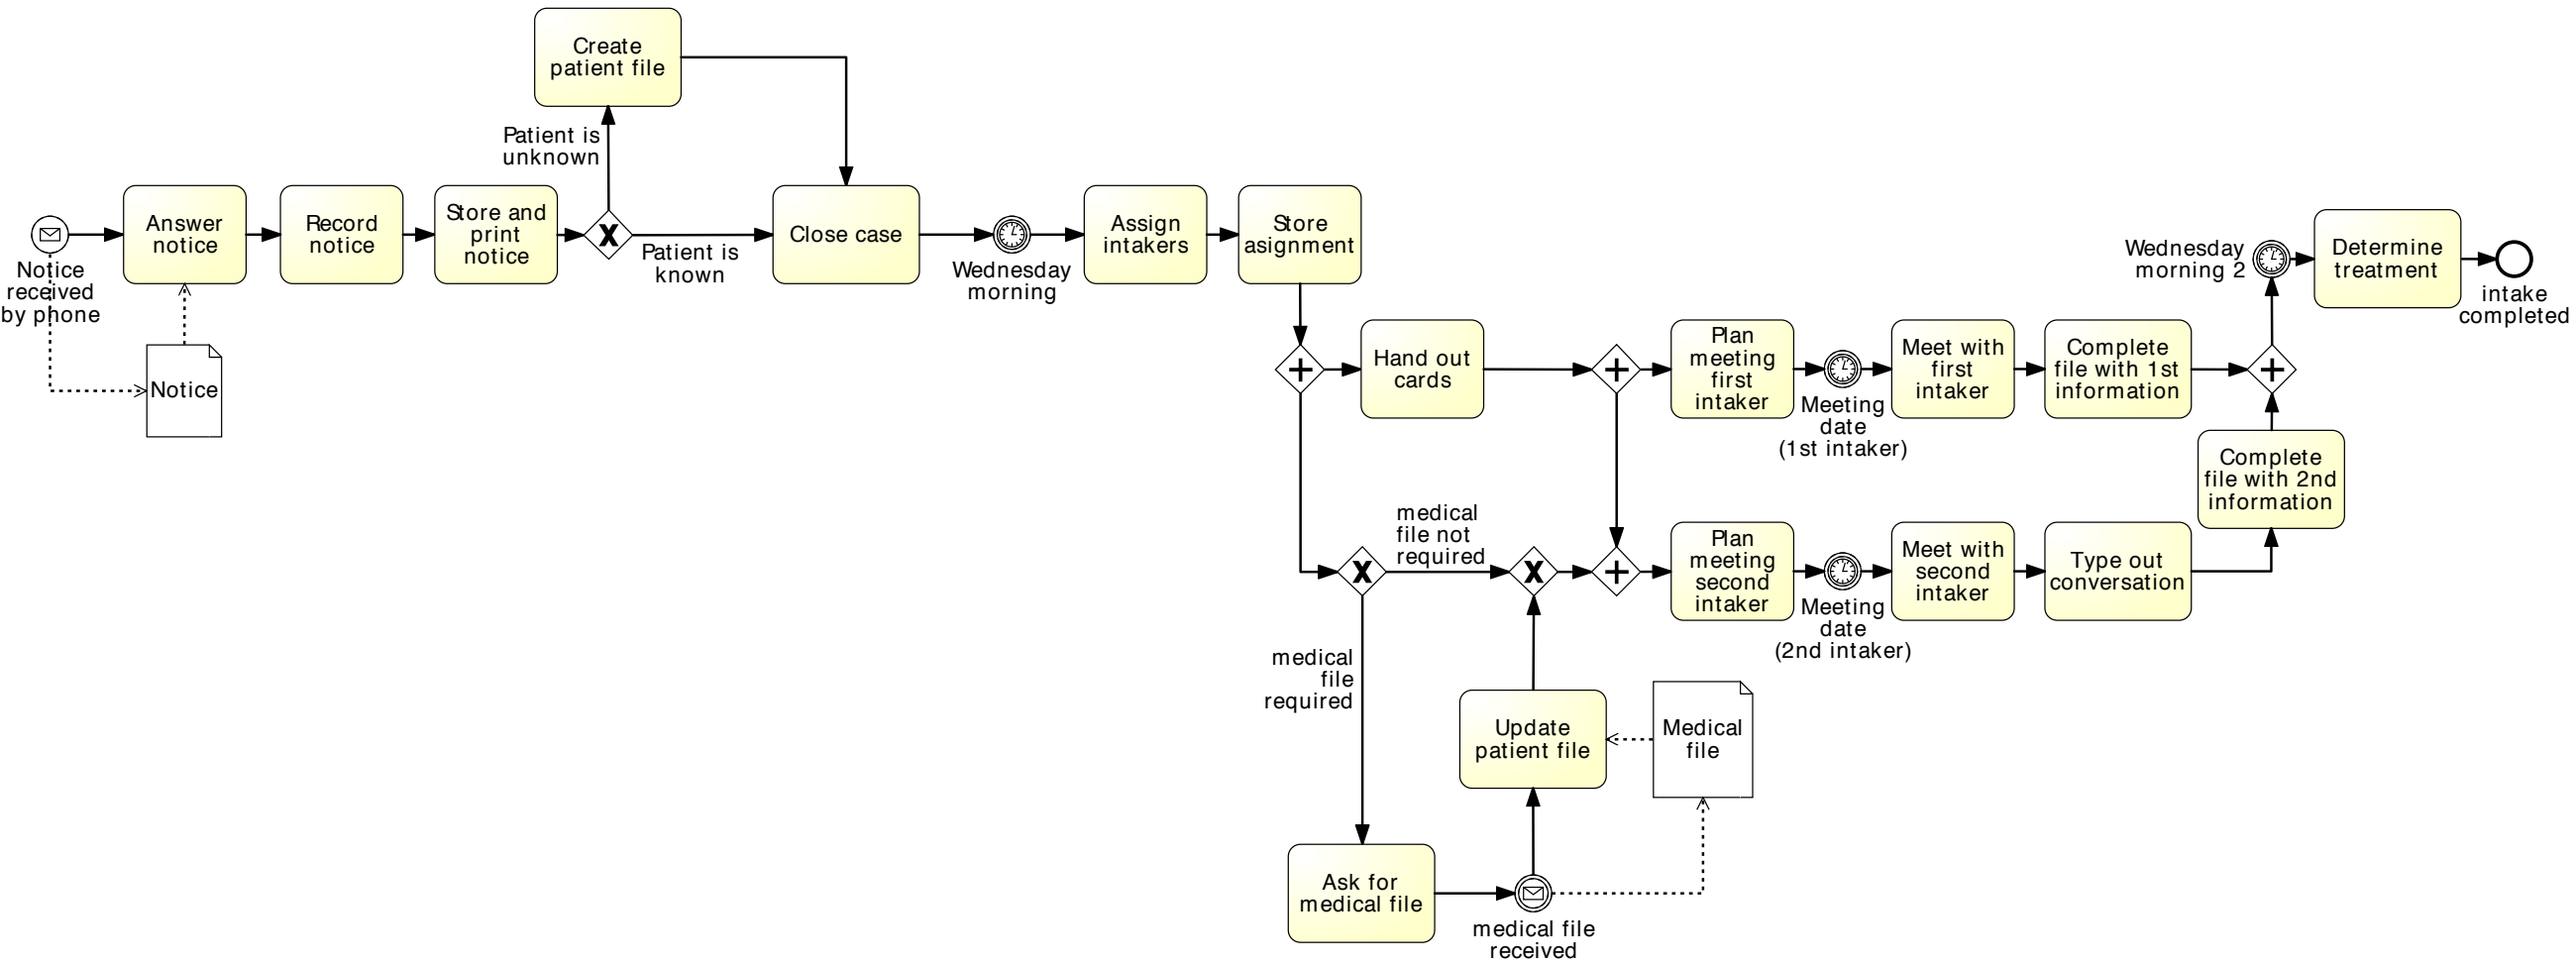 Create
patient file
Patient is
unknown
Notice
received
by phone
Answer
notice
Record
notice
Store and
print
notice
Patient is
known
Close case
Wednesday
morning
Assign
intakers
Store
asignment
Notice
Hand out
cards
Plan
meeting
first
intaker
Meeting
date
(1st intaker)
Meet with
first
intaker
Complete
file with 1st
information
Wednesday
morning 2
Determine
treatment
intake
completed
Complete
file with 2nd
information
medical
file not
required
Plan
meeting
second
intaker
Meeting
date
(2nd intaker)
Meet with
second
intaker
Type out
conversation
medical
file
required
Update
patient file
Medical
file
Ask for
medical file
medical file
received